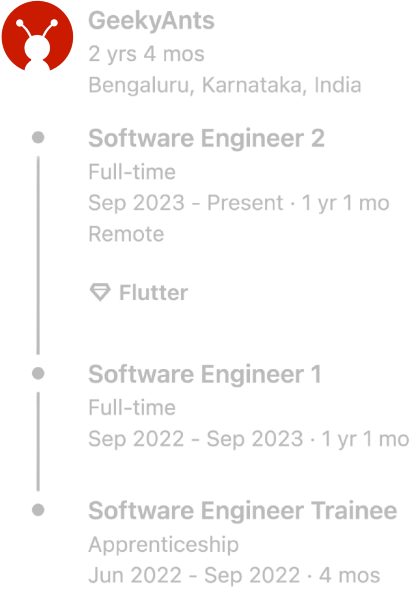 GeekyAnts
2 yrs 4 mos
Bengaluru, Karnataka, India
Software Engineer 2
Full-time
Sep 2023 - Present · 1 yr 1 mo
Remote
Flutter
Software Engineer 1
Full-time
Sep 2022 - Sep 2023 · 1 yr 1 mo
Software Engineer Trainee
Apprenticeship
Jun 2022 - Sep 2022 · 4 mos